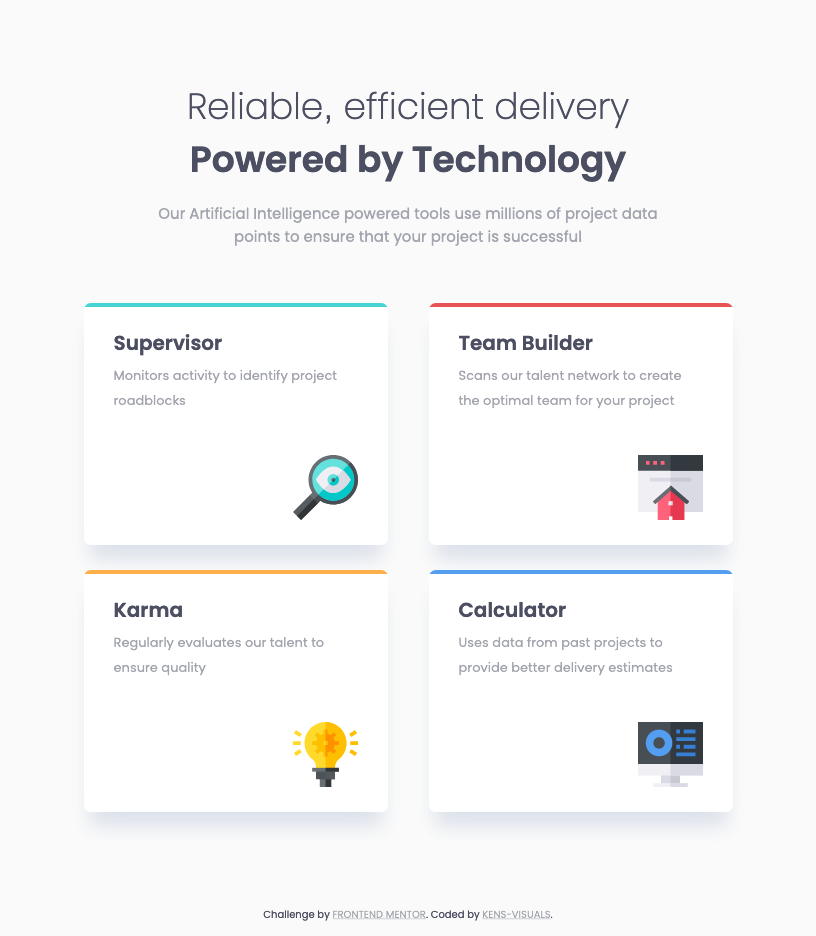 Reliable, efficient delivery
Powered by Technology
Our Artificial Intelligence powered tools use millions of project data
points to ensure that your project is successful
Supervisor
Monitors activity to identify project
roadblocks
Team Builder
Scans our talent network to create
the optimal team for your project
Karma
Regularly evaluates our talent to
ensure quality
Calculator
Uses data from past projects to
provide better delivery estimates
Challenge by FRONTEND MENTOR. Coded by KENS-VISUALS.